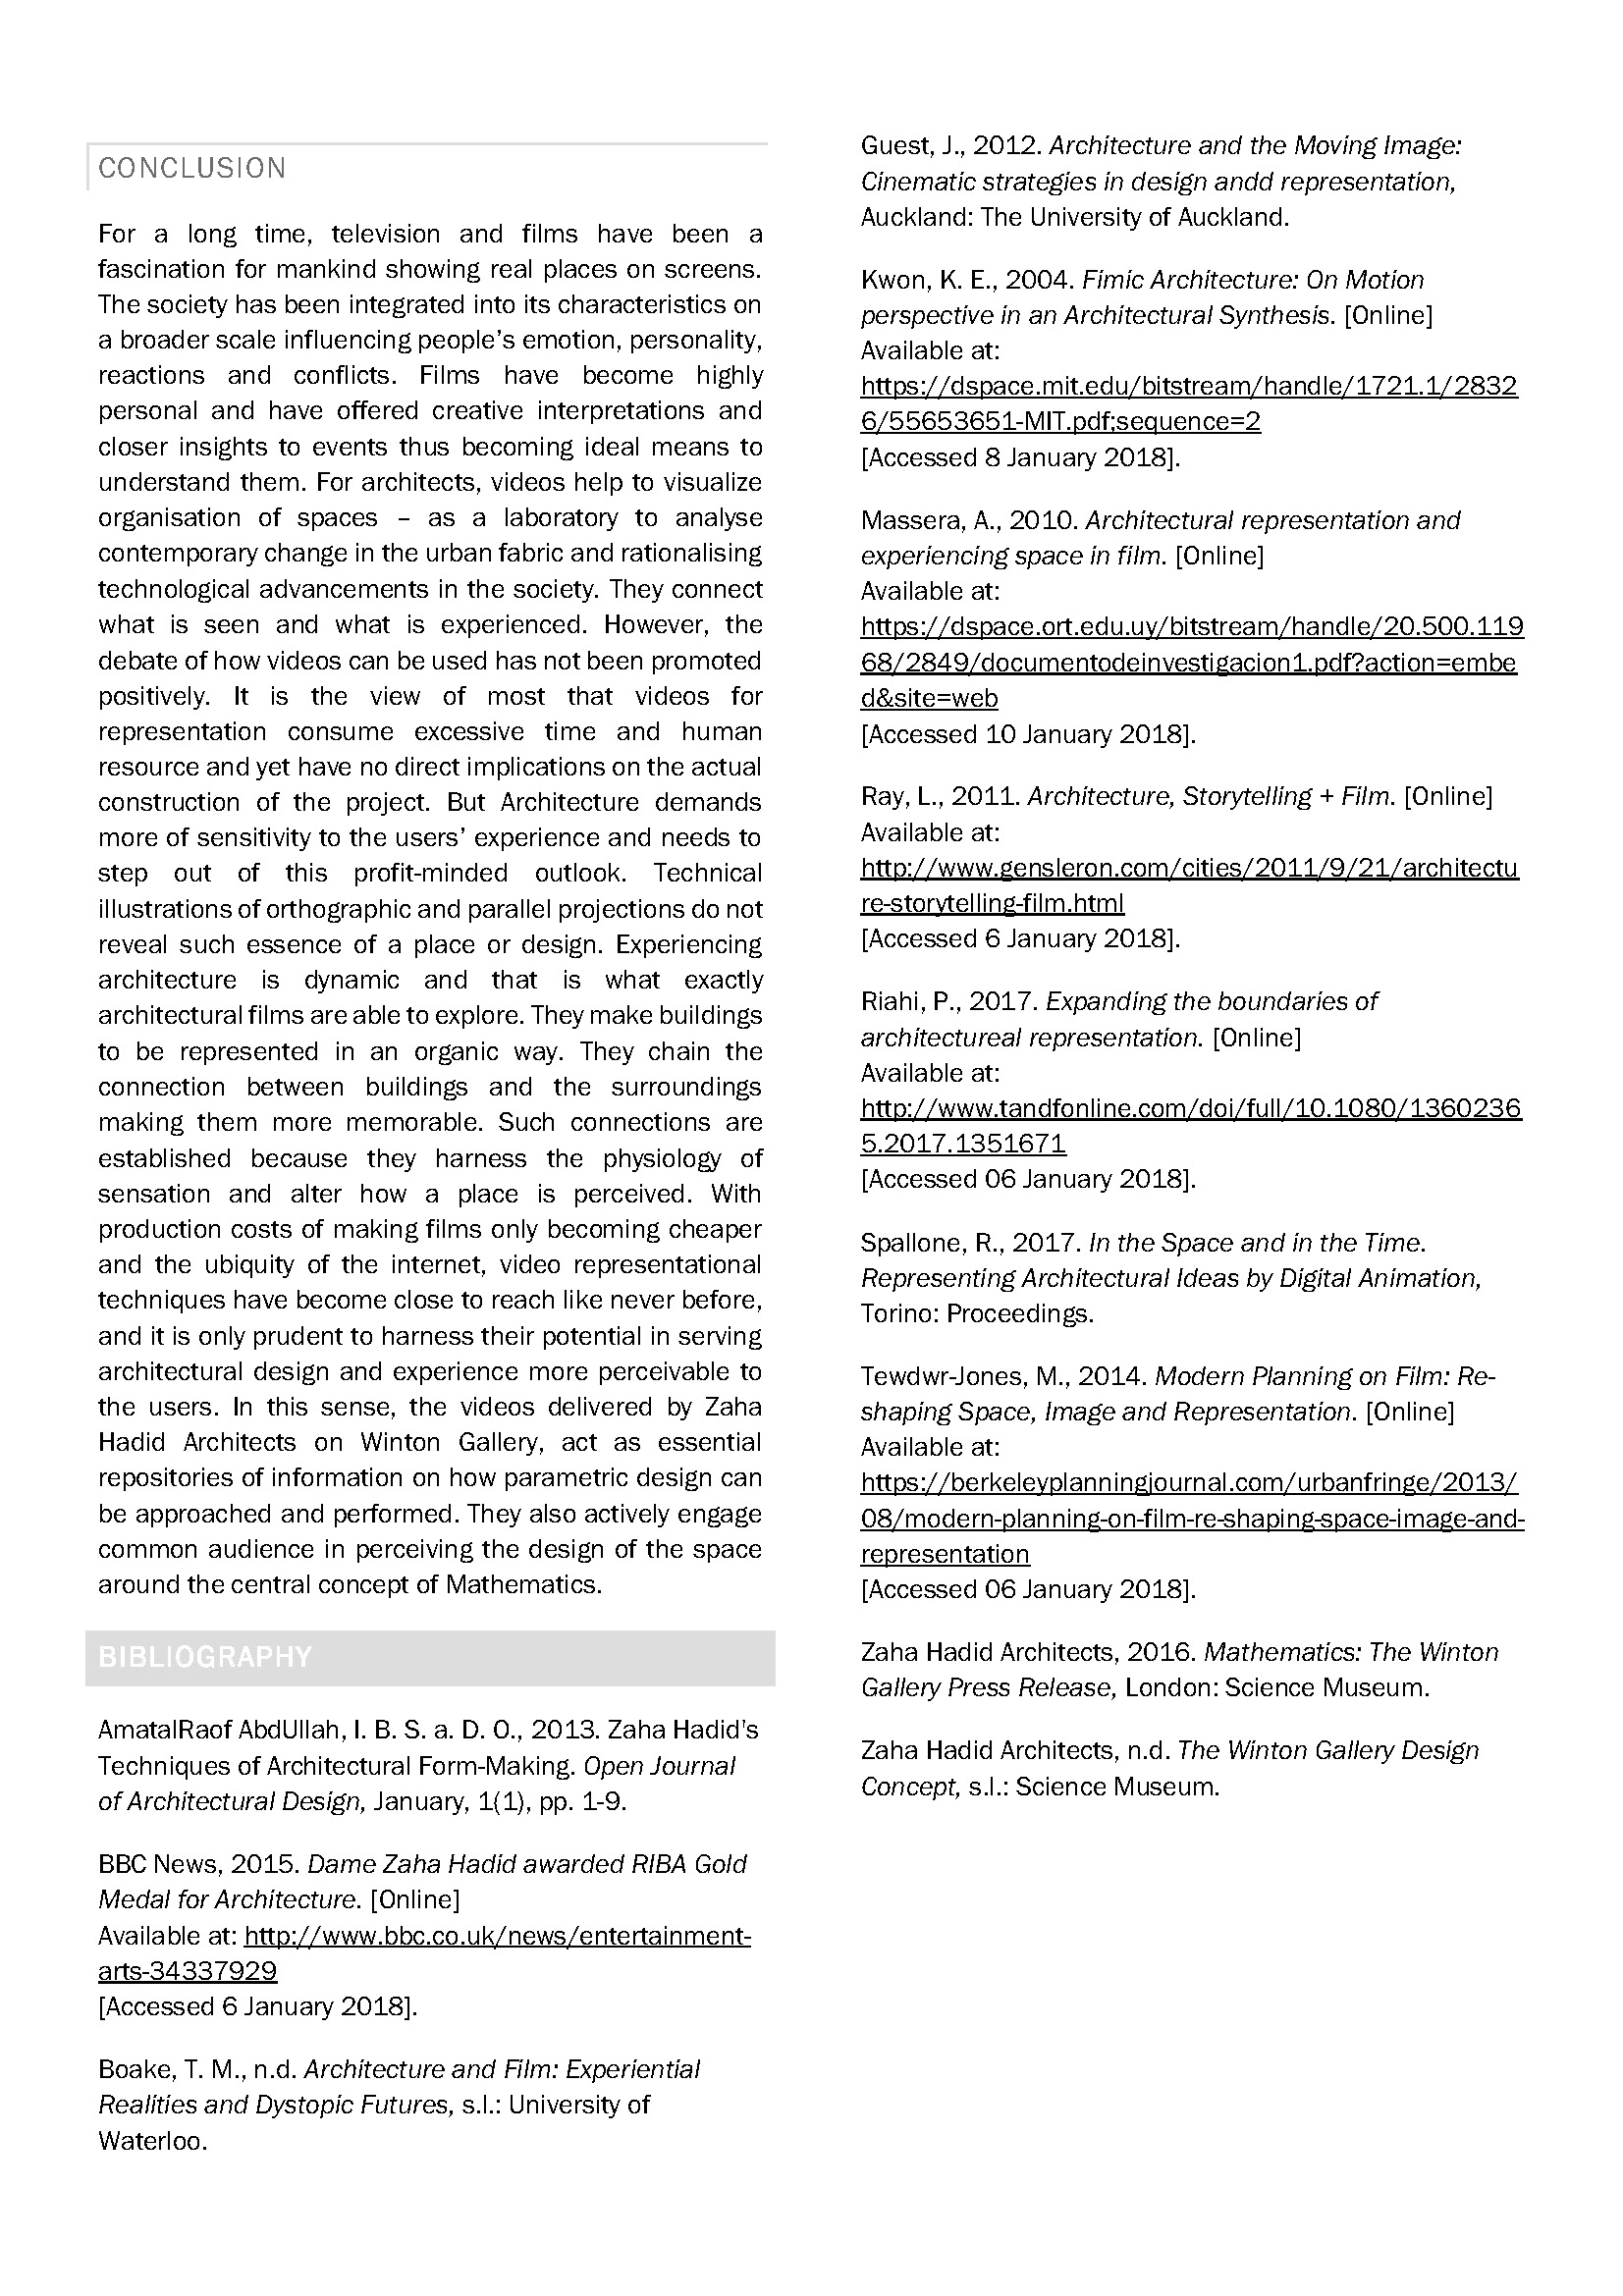 CONCLUSION
For a long time, television and films have been a
fascination for mankind showing real places on screens.
The society has been integrated into its characteristics on
a broader scale influencing people's emotion, personality,
reactions and conflicts. Films have become highly
personal and have offered creative interpretations and
closer insights to events thus becoming ideal means to
understand them. For architects, videos help to visualize
organisation of spaces – as a laboratory to analyse
contemporary change in the urban fabric and rationalising
technological advancements in the society. They connect
what is seen and what is experienced. However, the
debate of how videos can be used has not been promoted
positively. It is the view of most that videos for
representation consume excessive time and human
resource and yet have no direct implications on the actual
construction of the project. But Architecture demands
more of sensitivity to the users' experience and needs to
step out of this profit-minded outlook. Technical
illustrations of orthographic and parallel projections do not
reveal such essence of a place or design. Experiencing
architecture is dynamic and that is what exactly
architectural films are able to explore. They make buildings
to be represented in an organic way. They chain the
connection between buildings and the surroundings
making them more memorable. Such connections are
established because they harness the physiology of
sensation and alter how a place is perceived. With
production costs of making films only becoming cheaper
and the ubiquity of the internet, video representational
techniques have become close to reach like never before,
and it is only prudent to harness their potential in serving
architectural design and experience more perceivable to
the users. In this sense, the videos delivered by Zaha
Hadid Architects on Winton Gallery, act as essential
repositories of information on how parametric design can
be approached and performed. They also actively engage
common audience in perceiving the design of the space
around the central concept of Mathematics.
BIBLIOGRAPHY
AmatalRaof AbdUllah, I. B. S. a. D. O., 2013. Zaha Hadid's
Techniques of Architectural Form-Making. Open Journal
of Architectural Design, January, 1(1), pp. 1-9.
BBC News, 2015. Dame Zaha Hadid awarded RIBA Gold
Medal for Architecture. [Online]
Available at: http://www.bbc.co.uk/news/entertainment-
arts-34337929
[Accessed 6 January 2018].
Boake, T. M., n.d. Architecture and Film: Experiential
Realities and Dystopic Futures, s.l.: University of
Waterloo.
Guest, J., 2012. Architecture and the Moving Image:
Cinematic strategies in design andd representation,
Auckland: The University of Auckland.
Kwon, K. E., 2004. Fimic Architecture: On Motion
perspective in an Architectural Synthesis. [Online]
Available at:
https://dspace.mit.edu/bitstream/handle/1721.1/2832
6/55653651-MIT.pdf;sequence=2
[Accessed 8 January 2018].
Massera, A., 2010. Architectural representation and
experiencing space in film. [Online]
Available at:
https://dspace.ort.edu.uy/bitstream/handle/20.500.119
68/2849/documentodeinvestigacion1.pdf?action=embe
d&site=web
[Accessed 10 January 2018].
Ray, L., 2011. Architecture, Storytelling + Film. [Online]
Available at:
http://www.gensleron.com/cities/2011/9/21/architectu
re-storytelling-film.html
[Accessed 6 January 2018].
Riahi, P., 2017. Expanding the boundaries of
architectureal representation. [Online]
Available at:
http://www.tandfonline.com/doi/full/10.1080/1360236
5.2017.1351671
[Accessed 06 January 2018].
Spallone, R., 2017. In the Space and in the Time.
Representing Architectural Ideas by Digital Animation,
Torino: Proceedings.
Tewdwr-Jones, M., 2014. Modern Planning on Film: Re-
shaping Space, Image and Representation. [Online]
Available at:
https://berkeleyplanningjournal.com/urbanfringe/2013/
08/modern-planning-on-film-re-shaping-space-image-and-
representation
[Accessed 06 January 2018].
Zaha Hadid Architects, 2016. Mathematics: The Winton
Gallery Press Release, London: Science Museum.
Zaha Hadid Architects, n.d. The Winton Gallery Design
Concept, s.l.: Science Museum.